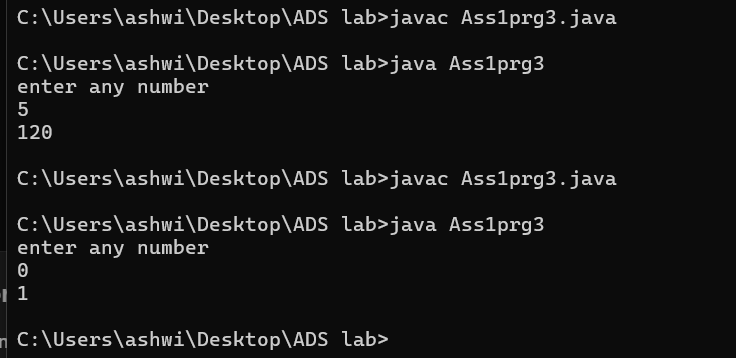 C:\Users\ashwi\Desktop\ADS lab>javac Ass1prg3.java
C:\Users\ashwi\Desktop\ADS lab>java Ass1prg3
enter any number
5
120
C:\Users\ashwi\Desktop\ADS lab>javac Ass1prg3.java
C:\Users\ashwi\Desktop\ADS lab>java Ass1prg3
enter any number
0
1
C:\Users\ashwi\Desktop\ADS lab>